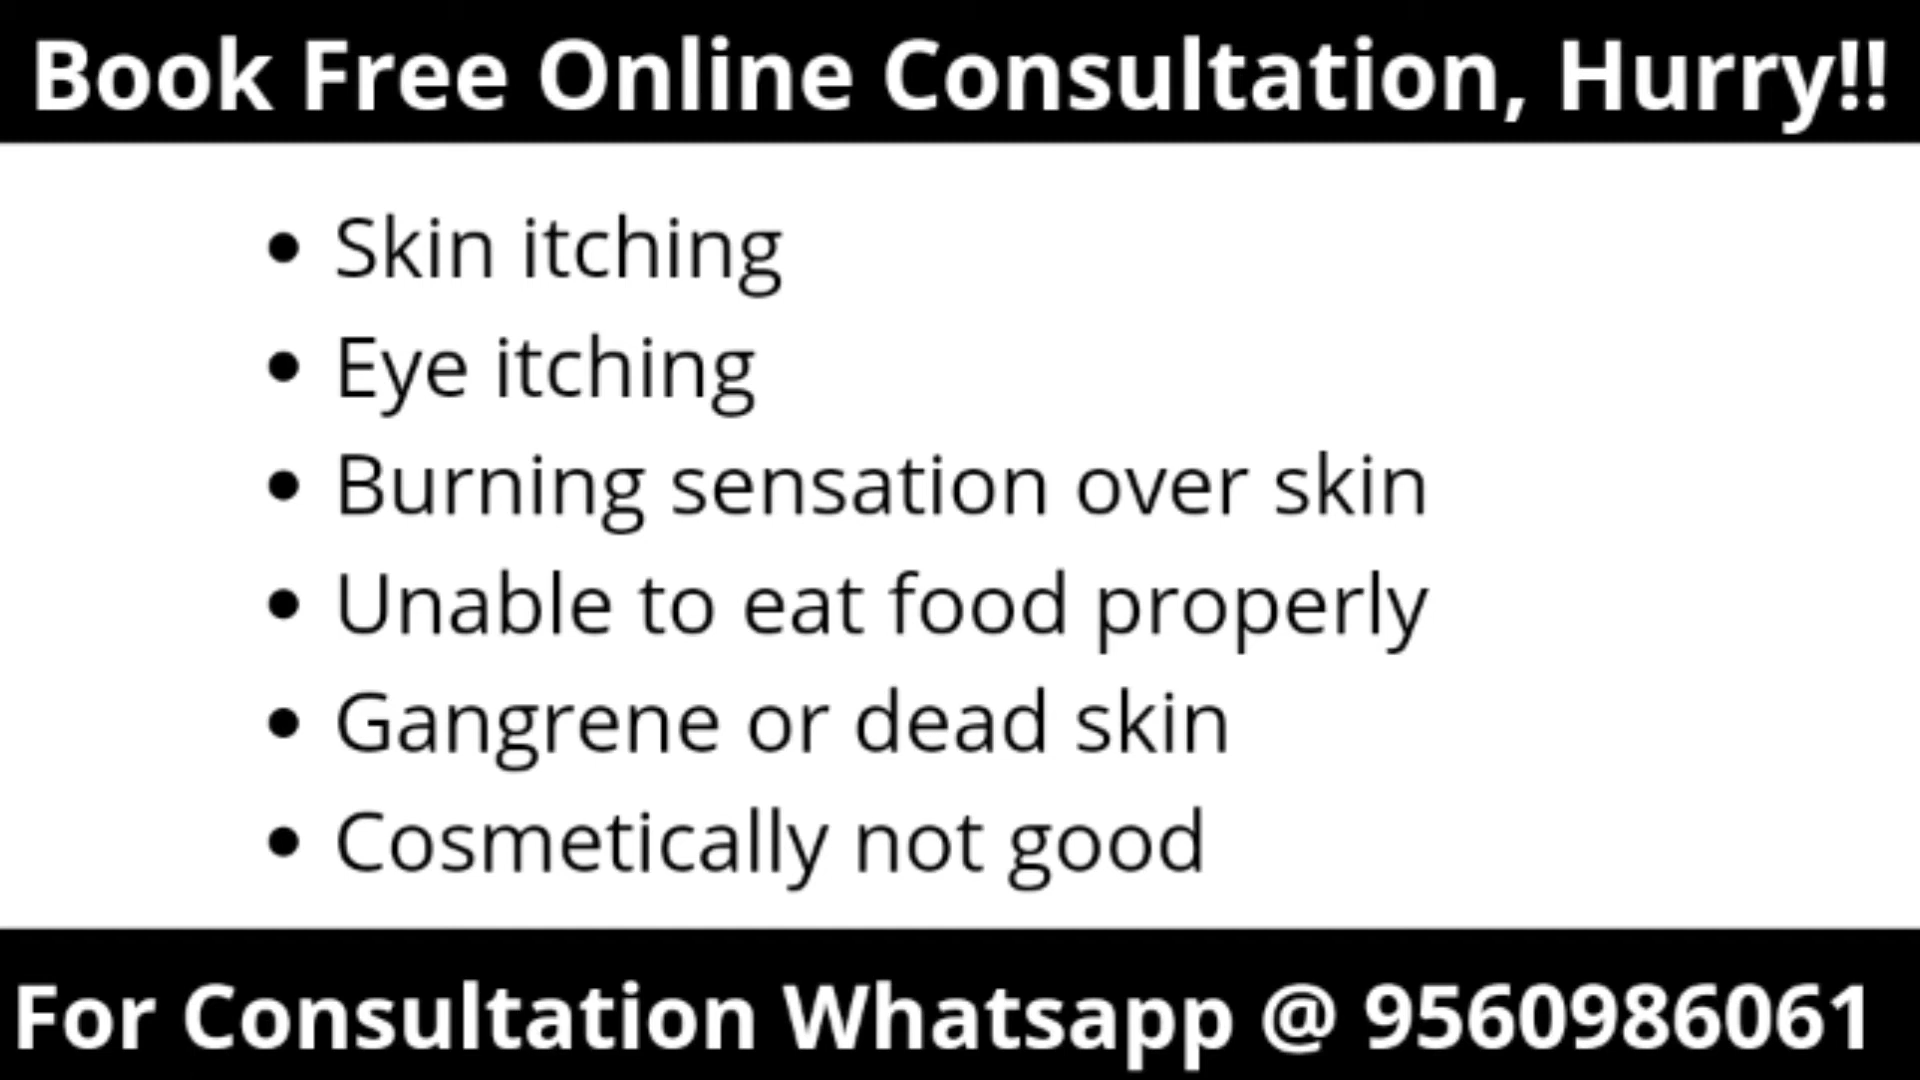 Book Free Online Consultation, Hurry!!
• Skin itching
• Eye itching
• Burning sensation over skin
• Unable to eat food properly
• Gangrene or dead skin
• Cosmetically not good
For Consultation Whatsapp @ 9560986061